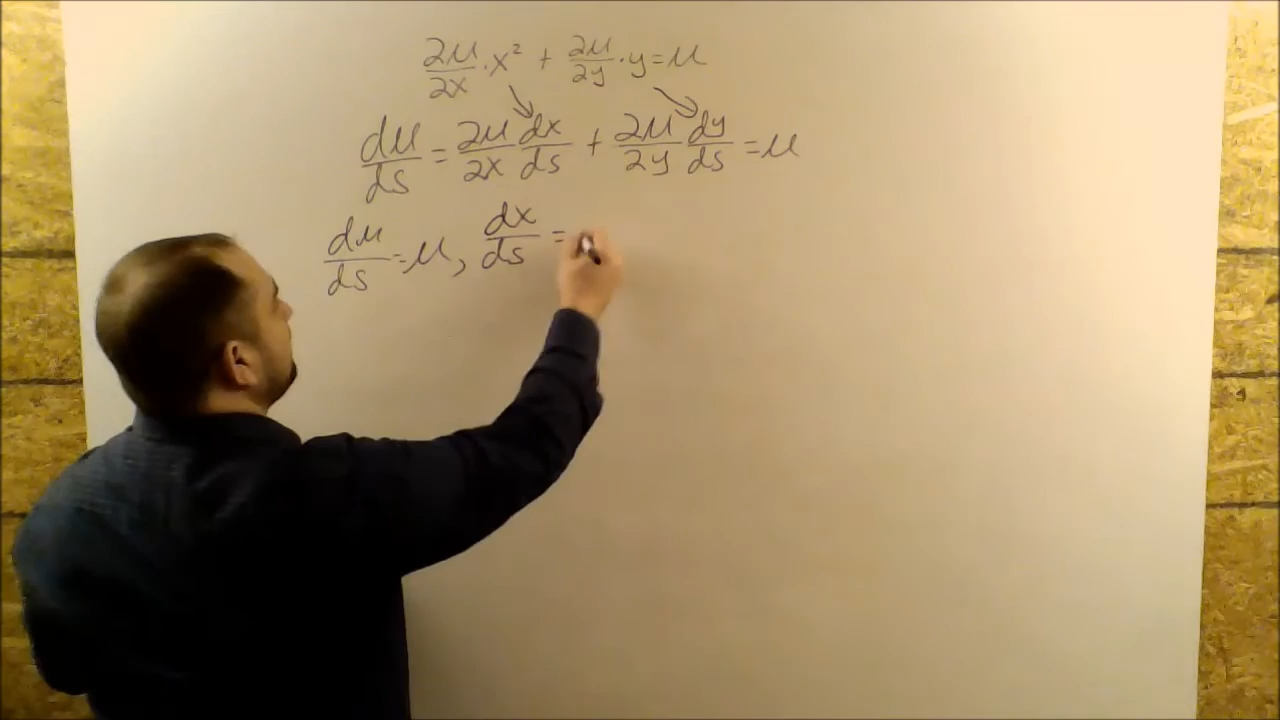 ∂u/∂x · x² + ∂u/∂y · y = u
du/ds = ∂u/∂x dx/ds + ∂u/∂y dy/ds = u
du/ds = u, dx/ds =